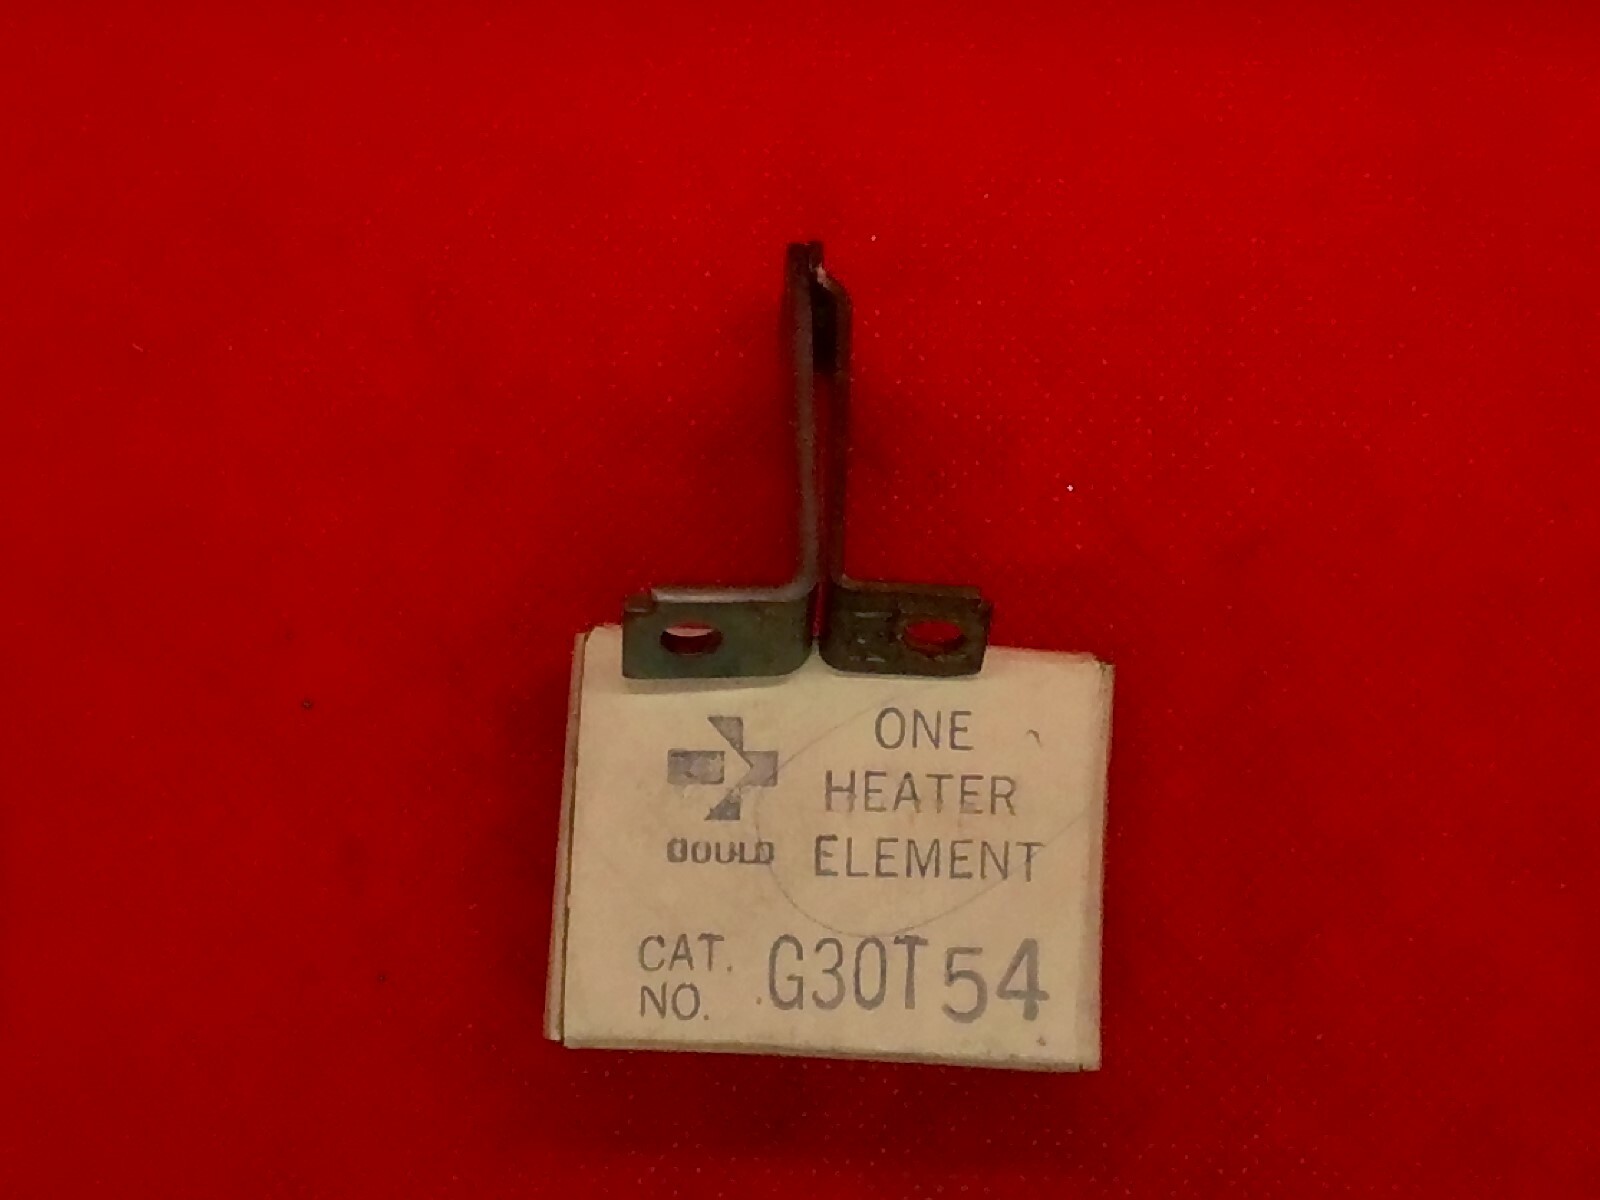 ONE
HEATER
GOULD ELEMENT
CAT. NO. G30T54